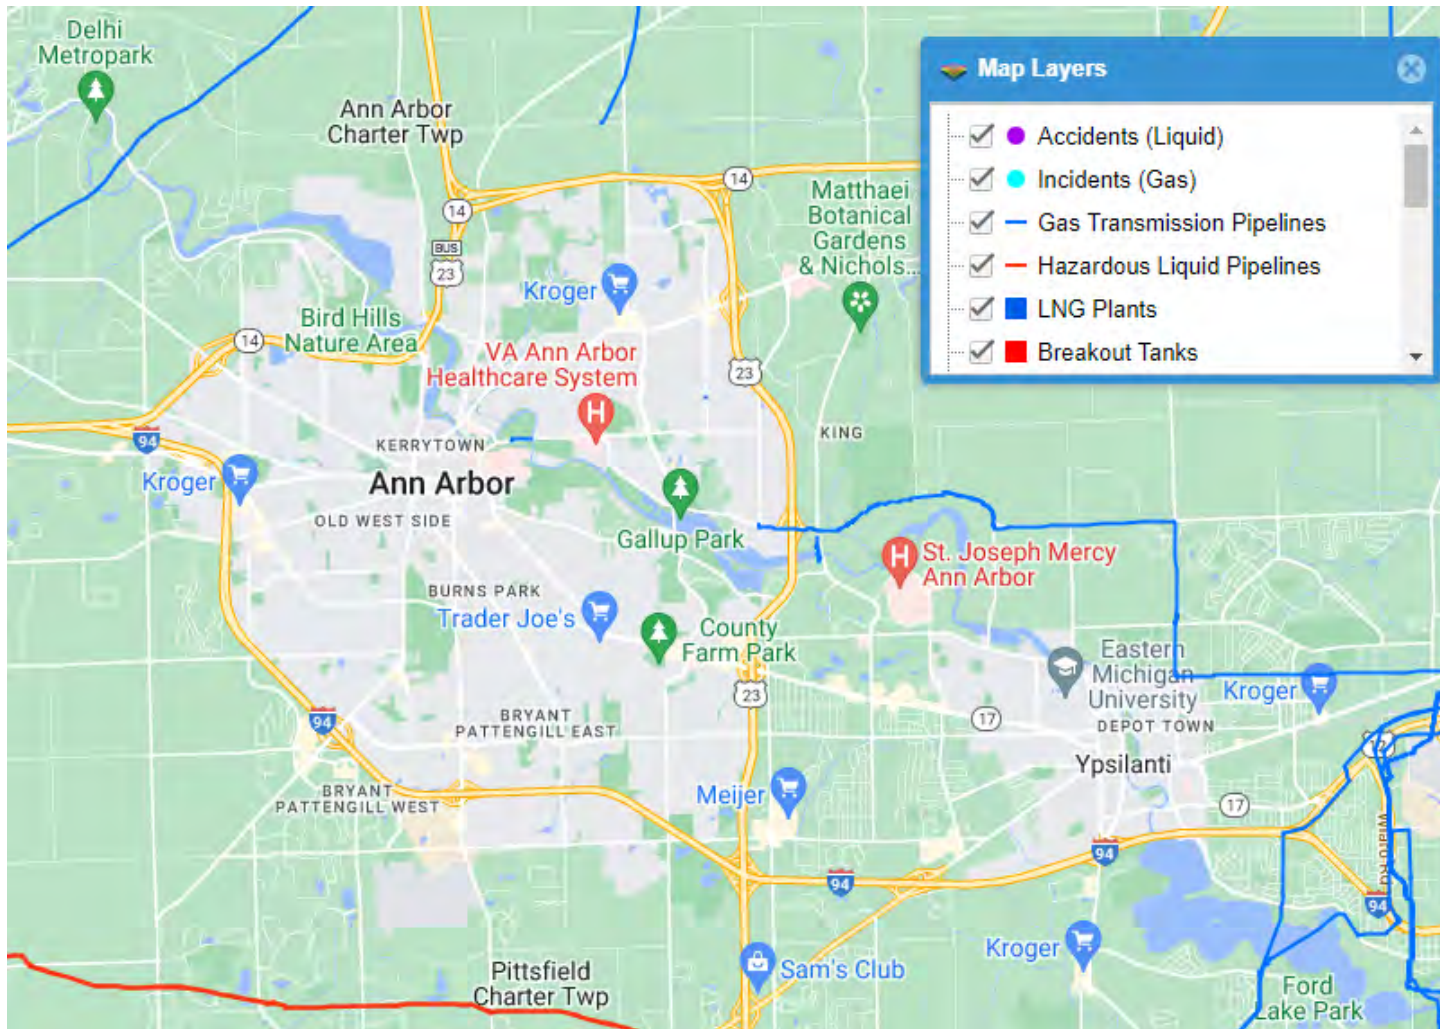 Delhi
Metropark
Ann Arbor
Charter Twp
Map Layers
Accidents (Liquid)
Incidents (Gas)
Gas Transmission Pipelines
Hazardous Liquid Pipelines
LNG Plants
Breakout Tanks
14
14
Matthaei
Botanical
Gardens
& Nichols...
BUS
23
Kroger
Bird Hills
Nature Area
14
VA Ann Arbor
Healthcare System
H
23
94
KERRYTOWN
KING
Kroger
Ann Arbor
OLD WEST SIDE
Gallup Park
H
St. Joseph Mercy
Ann Arbor
BURNS PARK
Trader Joe's
County
Farm Park
Eastern
Michigan
University
23
Kroger
94
BRYANT
PATTENGILL EAST
17
DEPOT TOWN
Ypsilanti
BRYANT
PATTENGILL WEST
Meijer
17
94
94
94
Kroger
Pittsfield
Charter Twp
Sam's Club
Ford
Lake Park